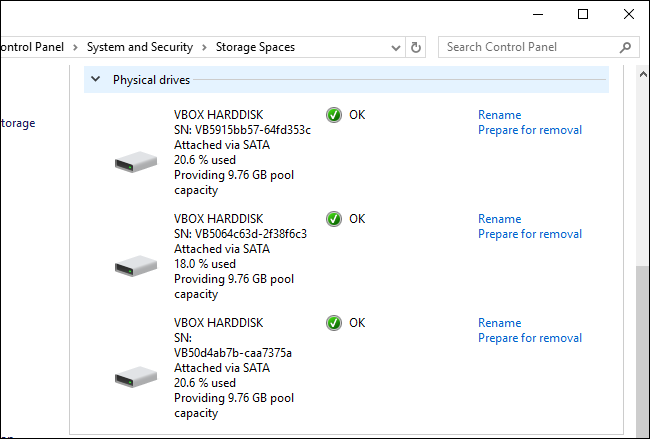 ontrol Panel > System and Security > Storage Spaces
Search Control Panel
Physical drives
torage
VBOX HARDDISK
SN: VB5915bb57-64fd353c
Attached via SATA
20.6 % used
Providing 9.76 GB pool
capacity
OK
Rename
Prepare for removal
VBOX HARDDISK
SN: VB5064c63d-2f38f6c3
Attached via SATA
18.0 % used
Providing 9.76 GB pool
capacity
OK
Rename
Prepare for removal
VBOX HARDDISK
SN:
VB50d4ab7b-caa7375a
Attached via SATA
20.6 % used
Providing 9.76 GB pool
capacity
OK
Rename
Prepare for removal